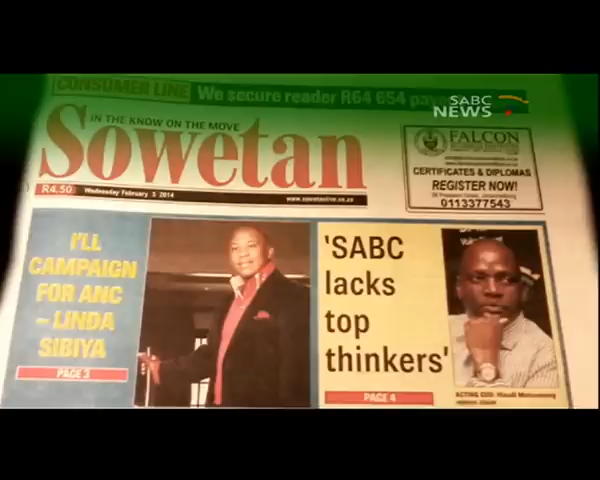 CONSUMER LINE We secure reader R64 654
SABC
NEWS
IN THE KNOW ON THE MOVE
Sowetan
R4.50 Wednesday February 5 2014 www.sowetanlive.co.za
FALCON
CERTIFICATES & DIPLOMAS
REGISTER NOW!
0113377543
I'LL
CAMPAIGN
FOR ANC
– LINDA
SIBIYA
PAGE 3
'SABC
lacks
top
thinkers'
PAGE 4
ACTING COO: Hlaudi Motsoeneng